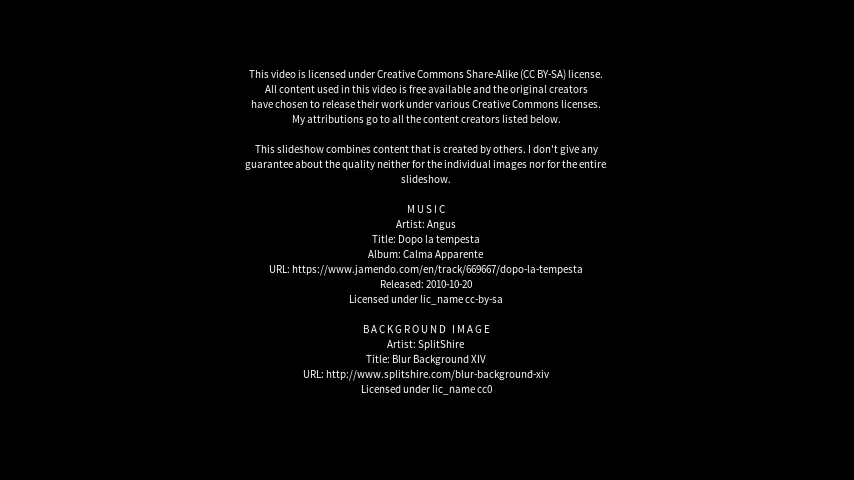 This video is licensed under Creative Commons Share-Alike (CC BY-SA) license.
All content used in this video is free available and the original creators
have chosen to release their work under various Creative Commons licenses.
My attributions go to all the content creators listed below.
This slideshow combines content that is created by others. I don't give any
guarantee about the quality neither for the individual images nor for the entire
slideshow.
MUSIC
Artist: Angus
Title: Dopo la tempesta
Album: Calma Apparente
URL: https://www.jamendo.com/en/track/669667/dopo-la-tempesta
Released: 2010-10-20
Licensed under lic_name cc-by-sa
BACKGROUND IMAGE
Artist: SplitShire
Title: Blur Background XIV
URL: http://www.splitshire.com/blur-background-xiv
Licensed under lic_name cc0